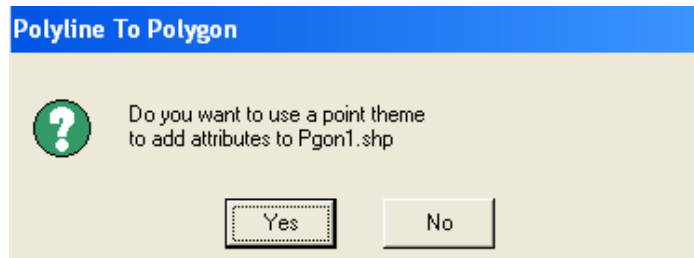 Polyline To Polygon
Do you want to use a point theme
to add attributes to Pgon1.shp
Yes No